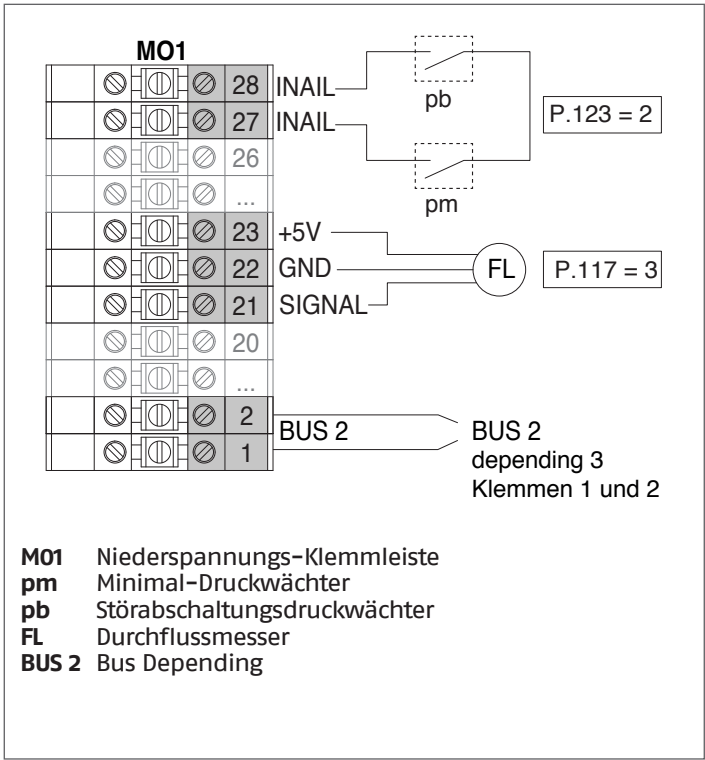 MO1
28 INAIL
pb
P.123 = 2
27 INAIL
26
pm
...
23 +5V
22 GND
FL
P.117 = 3
21 SIGNAL
20
...
2
BUS 2
BUS 2
1
depending 3
Klemmen 1 und 2
MO1 Niederspannungs-Klemmleiste
pm Minimal-Druckwächter
pb Störabschaltungsdruckwächter
FL Durchflussmesser
BUS 2 Bus Depending